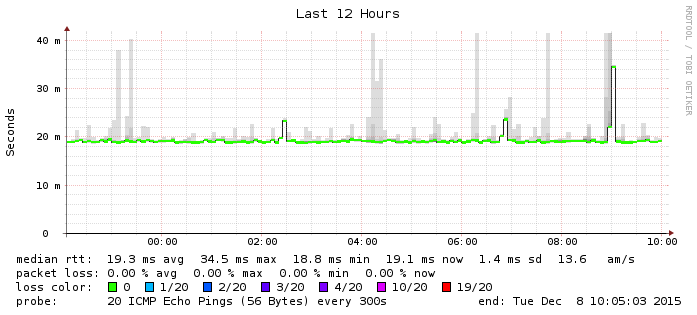 Last 12 Hours
RRDTOOL / TOBI OETIKER
Seconds
40 m
30 m
20 m
10 m
0
00:00 02:00 04:00 06:00 08:00 10:00
median rtt: 19.3 ms avg 34.5 ms max 18.8 ms min 19.1 ms now 1.4 ms sd 13.6 am/s
packet loss: 0.00 % avg 0.00 % max 0.00 % min 0.00 % now
loss color: 0 1/20 2/20 3/20 4/20 10/20 19/20
probe: 20 ICMP Echo Pings (56 Bytes) every 300s end: Tue Dec 8 10:05:03 2015